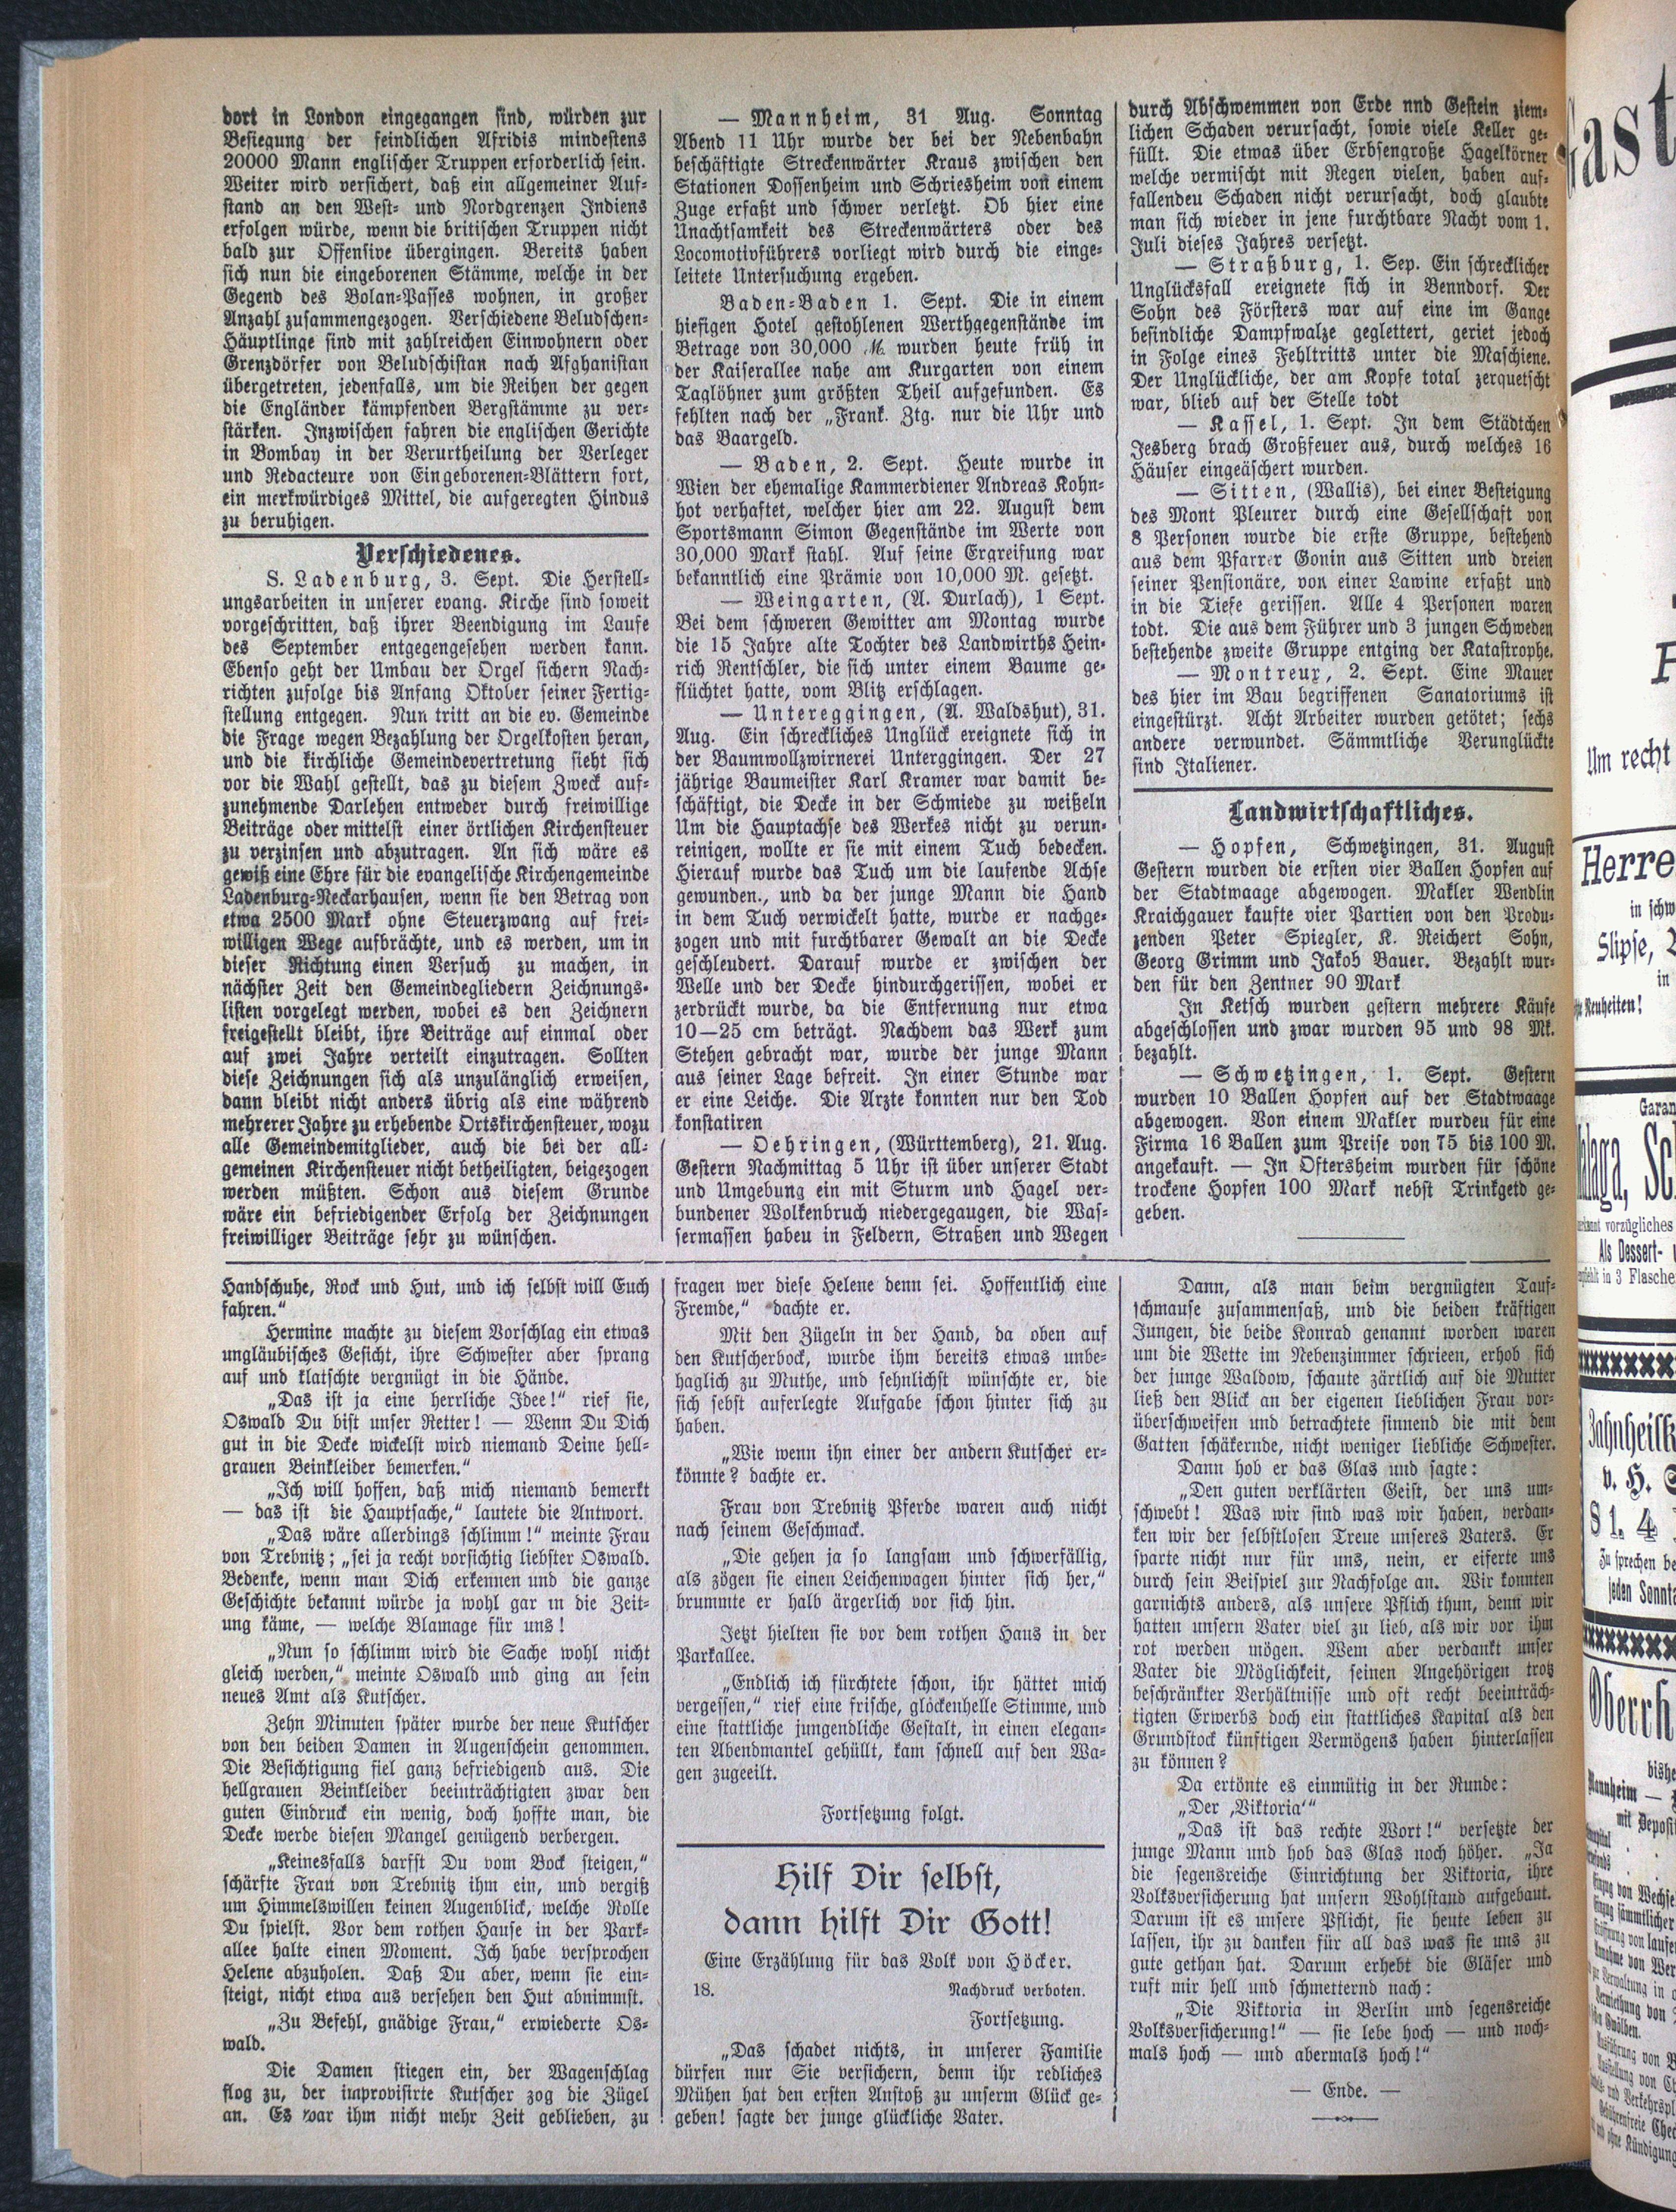 dort in London eingegangen sind, würden zur
Besiegung der feindlichen Afridis mindestens
20000 Mann englischer Truppen erforderlich sein.
Weiter wird versichert, daß ein allgemeiner Auf-
stand an den West- und Nordgrenzen Indiens
erfolgen würde, wenn die britischen Truppen nicht
bald zur Offensive übergingen. Bereits haben
sich nun die eingeborenen Stämme, welche in der
Gegend des Bolan-Passes wohnen, in großer
Anzahl zusammengezogen. Verschiedene Beludschen-
Häuptlinge sind mit zahlreichen Einwohnern oder
Grenzdörfer von Beludschistan nach Afghanistan
übergetreten, jedenfalls, um die Reihen der gegen
die Engländer kämpfenden Bergstämme zu ver-
stärken. Inzwischen fahren die englischen Gerichte
in Bombay in der Verurtheilung der Verleger
und Redacteure von Eingeborenen-Blättern fort,
ein merkwürdiges Mittel, die aufgeregten Hindus
zu beruhigen.
Verschiedenes.
S. Ladenburg, 3. Sept. Die Herstell-
ungsarbeiten in unserer evang. Kirche sind soweit
vorgeschritten, daß ihrer Beendigung im Laufe
des September entgegengesehen werden kann.
Ebenso geht der Umbau der Orgel sichern Nach-
richten zufolge bis Anfang Oktober seiner Fertig-
stellung entgegen. Nun tritt an die ev. Gemeinde
die Frage wegen Bezahlung der Orgelkosten heran,
und die kirchliche Gemeindevertretung sieht sich
vor die Wahl gestellt, das zu diesem Zweck auf-
zunehmende Darlehen entweder durch freiwillige
Beiträge oder mittelst einer örtlichen Kirchensteuer
zu verzinsen und abzutragen. An sich wäre es
gewiß eine Ehre für die evangelische Kirchengemeinde
Ladenburg-Neckarhausen, wenn sie den Betrag von
etwa 2500 Mark ohne Steuerzwang auf frei-
willigen Wege aufbrächte, und es werden, um in
dieser Richtung einen Versuch zu machen, in
nächster Zeit den Gemeindegliedern Zeichnungs-
listen vorgelegt werden, wobei es den Zeichnern
freigestellt bleibt, ihre Beiträge auf einmal oder
auf zwei Jahre verteilt einzutragen. Sollten
diese Zeichnungen sich als unzulänglich erweisen,
dann bleibt nicht anders übrig als eine während
mehrerer Jahre zu erhebende Ortskirchensteuer, wozu
alle Gemeindemitglieder, auch die bei der all-
gemeinen Kirchensteuer nicht betheiligten, beigezogen
werden müßten. Schon aus diesem Grunde
wäre ein befriedigender Erfolg der Zeichnungen
freiwilliger Beiträge sehr zu wünschen.
— Mannheim, 31 Aug. Sonntag
Abend 11 Uhr wurde der bei der Nebenbahn
beschäftigte Streckenwärter Kraus zwischen den
Stationen Dossenheim und Schriesheim von einem
Zuge erfaßt und schwer verletzt. Ob hier eine
Unachtsamkeit des Streckenwärters oder des
Locomotivführers vorliegt wird durch die einge-
leitete Untersuchung ergeben.
Baden-Baden 1. Sept. Die in einem
hiesigen Hotel gestohlenen Werthgegenstände im
Betrage von 30,000 M. wurden heute früh in
der Kaiserallee nahe am Kurgarten von einem
Taglöhner zum größten Theil aufgefunden. Es
fehlten nach der „Frank. Ztg. nur die Uhr und
das Baargeld.
— Baden, 2. Sept. Heute wurde in
Wien der ehemalige Kammerdiener Andreas Kohn-
hot verhaftet, welcher hier am 22. August dem
Sportsmann Simon Gegenstände im Werte von
30,000 Mark stahl. Auf seine Ergreifung war
bekanntlich eine Prämie von 10,000 M. gesetzt.
— Weingarten, (A. Durlach), 1 Sept.
Bei dem schweren Gewitter am Montag wurde
die 15 Jahre alte Tochter des Landwirths Hein-
rich Rentschler, die sich unter einem Baume ge-
flüchtet hatte, vom Blitz erschlagen.
— Untereggingen, (A. Waldshut), 31.
Aug. Ein schreckliches Unglück ereignete sich in
der Baumwollzwirnerei Unterggingen. Der 27
jährige Baumeister Karl Kramer war damit be-
schäftigt, die Decke in der Schmiede zu weißeln
Um die Hauptachse des Werkes nicht zu verun-
reinigen, wollte er sie mit einem Tuch bedecken.
Hierauf wurde das Tuch um die laufende Achse
gewunden., und da der junge Mann die Hand
in dem Tuch verwickelt hatte, wurde er nachge-
zogen und mit furchtbarer Gewalt an die Decke
geschleudert. Darauf wurde er zwischen der
Welle und der Decke hindurchgerissen, wobei er
zerdrückt wurde, da die Entfernung nur etwa
10—25 cm beträgt. Nachdem das Werk zum
Stehen gebracht war, wurde der junge Mann
aus seiner Lage befreit. In einer Stunde war
er eine Leiche. Die Arzte konnten nur den Tod
konstatiren
— Oehringen, (Württemberg), 21. Aug.
Gestern Nachmittag 5 Uhr ist über unserer Stadt
und Umgebung ein mit Sturm und Hagel ver-
bundener Wolkenbruch niedergegaugen, die Was-
sermassen habeu in Feldern, Straßen und Wegen
durch Abschwemmen von Erde nnd Gestein ziem-
lichen Schaden verursacht, sowie viele Keller ge-
füllt. Die etwas über Erbsengroße Hagelkörner
welche vermischt mit Regen vielen, haben auf-
fallendeu Schaden nicht verursacht, doch glaubte
man sich wieder in jene furchtbare Nacht vom 1.
Juli dieses Jahres versetzt.
— Straßburg, 1. Sep. Ein schrecklicher
Unglücksfall ereignete sich in Benndorf. Der
Sohn des Försters war auf eine im Gange
befindliche Dampfwalze geglettert, geriet jedoch
in Folge eines Fehltritts unter die Maschiene.
Der Unglückliche, der am Kopfe total zerquetscht
war, blieb auf der Stelle todt
— Kassel, 1. Sept. In dem Städtchen
Jesberg brach Großfeuer aus, durch welches 16
Häuser eingeäschert wurden.
— Sitten, (Wallis), bei einer Besteigung
des Mont Pleurer durch eine Gesellschaft von
8 Personen wurde die erste Gruppe, bestehend
aus dem Pfarrer Gonin aus Sitten und dreien
seiner Pensionäre, von einer Lawine erfaßt und
in die Tiefe gerissen. Alle 4 Personen waren
todt. Die aus dem Führer und 3 jungen Schweden
bestehende zweite Gruppe entging der Katastrophe.
— Montreux, 2. Sept. Eine Mauer
des hier im Bau begriffenen Sanatoriums ist
eingestürzt. Acht Arbeiter wurden getötet; sechs
andere verwundet. Sämmtliche Verunglückte
sind Italiener.
Landwirtschaftliches.
— Hopfen, Schwetzingen, 31. August
Gestern wurden die ersten vier Ballen Hopfen auf
der Stadtwaage abgewogen. Makler Wendlin
Kraichgauer kaufte vier Partien von den Produ-
zenden Peter Spiegler, K. Reichert Sohn,
Georg Grimm und Jakob Bauer. Bezahlt wur-
den für den Zentner 90 Mark
In Ketsch wurden gestern mehrere Käufe
abgeschlossen und zwar wurden 95 und 98 Mk.
bezahlt.
— Schwetzingen, 1. Sept. Gestern
wurden 10 Ballen Hopfen auf der Stadtwaage
abgewogen. Von einem Makler wurdeu für eine
Firma 16 Ballen zum Preise von 75 bis 100 M.
angekauft. — In Oftersheim wurden für schöne
trockene Hopfen 100 Mark nebst Trinkgetd ge-
geben.
Handschuhe, Rock und Hut, und ich selbst will Euch
fahren.“
Hermine machte zu diesem Vorschlag ein etwas
ungläubisches Gesicht, ihre Schwester aber sprang
auf und klatschte vergnügt in die Hände.
„Das ist ja eine herrliche Idee!“ rief sie,
Oswald Du bist unser Retter! — Wenn Du Dich
gut in die Decke wickelst wird niemand Deine hell-
grauen Beinkleider bemerken.“
„Ich will hoffen, daß mich niemand bemerkt
— das ist die Hauptsache,“ lautete die Antwort.
„Das wäre allerdings schlimm!“ meinte Frau
von Trebnitz; „sei ja recht vorsichtig liebster Oswald.
Bedenke, wenn man Dich erkennen und die ganze
Geschichte bekannt würde ja wohl gar in die Zeit-
ung käme, — welche Blamage für uns!
„Nun so schlimm wird die Sache wohl nicht
gleich werden,“ meinte Oswald und ging an sein
neues Amt als Kutscher.
Zehn Minuten später wurde der neue Kutscher
von den beiden Damen in Augenschein genommen.
Die Besichtigung fiel ganz befriedigend aus. Die
hellgrauen Beinkleider beeinträchtigten zwar den
guten Eindruck ein wenig, doch hoffte man, die
Decke werde diesen Mangel genügend verbergen.
„Keinesfalls darfst Du vom Bock steigen,“
schärfte Frau von Trebnitz ihm ein, und vergiß
um Himmelswillen keinen Augenblick, welche Rolle
Du spielst. Vor dem rothen Hause in der Park-
allee halte einen Moment. Ich habe versprochen
Helene abzuholen. Daß Du aber, wenn sie ein-
steigt, nicht etwa aus versehen den Hut abnimmst.
„Zu Befehl, gnädige Frau,“ erwiederte Os-
wald.
Die Damen stiegen ein, der Wagenschlag
flog zu, der improvisirte Kutscher zog die Zügel
an. Es war ihm nicht mehr Zeit geblieben, zu
fragen wer diese Helene denn sei. Hoffentlich eine
Fremde,“ dachte er.
Mit den Zügeln in der Hand, da oben auf
den Kutscherbock, wurde ihm bereits etwas unbe-
haglich zu Muthe, und sehnlichst wünschte er, die
sich sebst auferlegte Aufgabe schon hinter sich zu
haben.
„Wie wenn ihn einer der andern Kutscher er-
könnte? dachte er.
Frau von Trebnitz Pferde waren auch nicht
nach seinem Geschmack.
„Die gehen ja so langsam und schwerfällig,
als zögen sie einen Leichenwagen hinter sich her,“
brummte er halb ärgerlich vor sich hin.
Jetzt hielten sie vor dem rothen Haus in der
Parkallee.
„Endlich ich fürchtete schon, ihr hättet mich
vergessen,“ rief eine frische, glockenhelle Stimme, und
eine stattliche jungendliche Gestalt, in einen elegan-
ten Abendmantel gehüllt, kam schnell auf den Wa-
gen zugeeilt.
Fortsetzung folgt.
Hilf Dir selbst,
dann hilft Dir Gott!
Eine Erzählung für das Volk von Höcker.
18. Nachdruck verboten.
Fortsetzung.
„Das schadet nichts, in unserer Familie
dürfen nur Sie versichern, denn ihr redliches
Mühen hat den ersten Anstoß zu unserm Glück ge-
geben! sagte der junge glückliche Vater.
Dann, als man beim vergnügten Tauf-
schmause zusammensaß, und die beiden kräftigen
Jungen, die beide Konrad genannt worden waren
um die Wette im Nebenzimmer schrieen, erhob sich
der junge Waldow, schaute zärtlich auf die Mutter
ließ den Blick an der eigenen lieblichen Frau vor-
überschweifen und betrachtete sinnend die mit dem
Gatten schäkernde, nicht weniger liebliche Schwester.
Dann hob er das Glas und sagte:
„Den guten verklärten Geist, der uns um-
schwebt! Was wir sind was wir haben, verdan-
ken wir der selbstlosen Treue unseres Vaters. Er
sparte nicht nur für uns, nein, er eiferte uns
durch sein Beispiel zur Nachfolge an. Wir konnten
garnichts anders, als unsere Pflich thun, denn wir
hatten unsern Vater viel zu lieb, als wir vor ihm
rot werden mögen. Wem aber verdankt unser
Vater die Möglichkeit, seinen Angehörigen trotz
beschränkter Verhältnisse und oft recht beeinträch-
tigten Erwerbs doch ein stattliches Kapital als den
Grundstock künftigen Vermögens haben hinterlassen
zu können?
Da ertönte es einmütig in der Runde:
„Der ‚Viktoria‘“
„Das ist das rechte Wort!“ versetzte der
junge Mann und hob das Glas noch höher. „Ja
die segensreiche Einrichtung der Viktoria, ihre
Volksversicherung hat unsern Wohlstand aufgebaut.
Darum ist es unsere Pflicht, sie heute leben zu
lassen, ihr zu danken für all das was sie uns zu
gute gethan hat. Darum erhebt die Gläser und
ruft mir hell und schmetternd nach:
„Die Viktoria in Berlin und segensreiche
Volksversicherung!“ — sie lebe hoch — und noch-
mals hoch — und abermals hoch!“
— Ende. —
Gast
Um recht
Herre
in schw
Slipse,
in
Neuheiten!
Garan
Malaga,
vorzügliches
Als Dessert-
in 3 Flasche
Zahnheilk
v. H. S
S 1. 4
Zu sprechen be
jeden Sonnta
Oberrh
bishe
Mannheim —
mit Deposi
von Wechse
sämmtlicher
von laufen